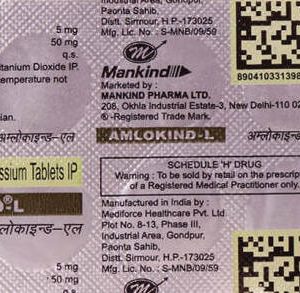 Industrial Area, Gondpur,
Paonta Sahib,
Distt. Sirmour, H.P.-173025
Mfg. Lic. No. : S-MNB/09/59
5 mg
50 mg
q.s.
itanium Dioxide IP.
emperature not
ian.
M
Mankind
Marketed by :
MANKIND PHARMA LTD.
208, Okhla Industrial Estate-3, New Delhi-110 02
® -Registered Trade Mark.
89041033139
अम्लोकाइन्ड-एल
AMLOKIND-L
अम्लोकाइन्ड-ए
ssium Tablets IP
D®-L
लोकाइन्ड-एल
SCHEDULE 'H' DRUG
Warning : To be sold by retail on the prescrip
of a Registered Medical Practitioner only.
Manufactured in India by :
Mediforce Healthcare Pvt. Ltd.
Plot No. 8-13, Phase III,
Industrial Area, Gondpur,
Paonta Sahib,
Distt. Sirmour, H.P.-173025
Mfg. Lic. No. : S-MNB/09/59
5 mg
50 mg
q.s.